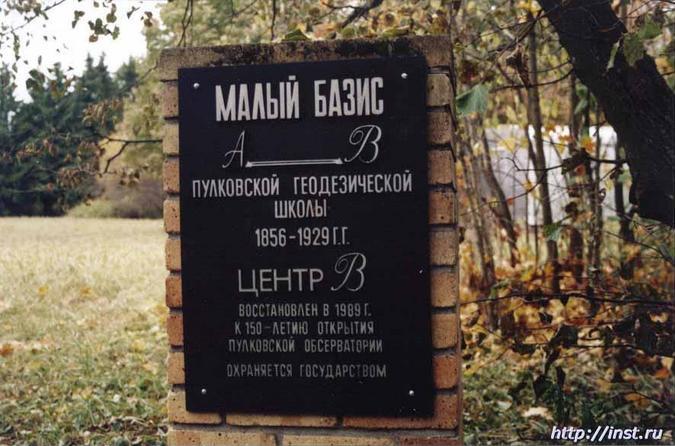 МАЛЫЙ БАЗИС
A B
ПУЛКОВСКОЙ ГЕОДЕЗИЧЕСКОЙ
ШКОЛЫ
1856-1929 Г.Г.
ЦЕНТР B
ВОССТАНОВЛЕН В 1989 Г.
К 150-ЛЕТИЮ ОТКРЫТИЯ
ПУЛКОВСКОЙ ОБСЕРВАТОРИИ
ОХРАНЯЕТСЯ ГОСУДАРСТВОМ
http://inst.ru